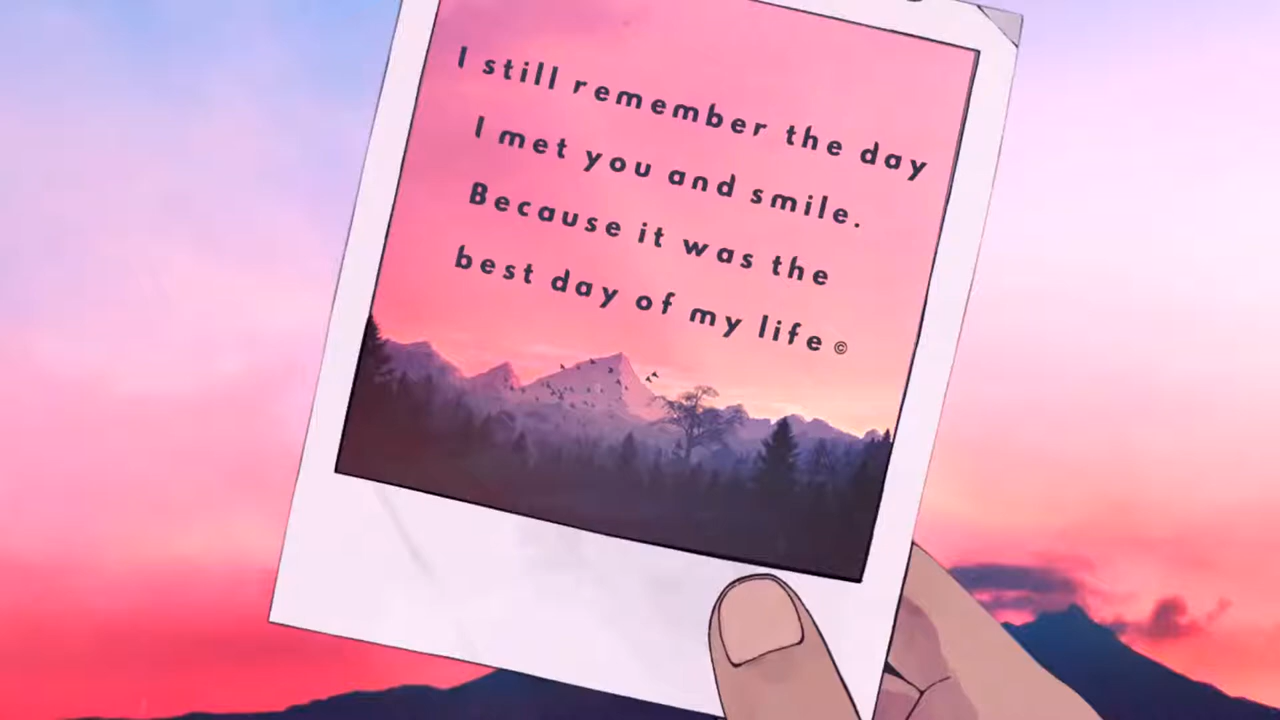 I still remember the day
I met you and smile.
Because it was the
best day of my life ©